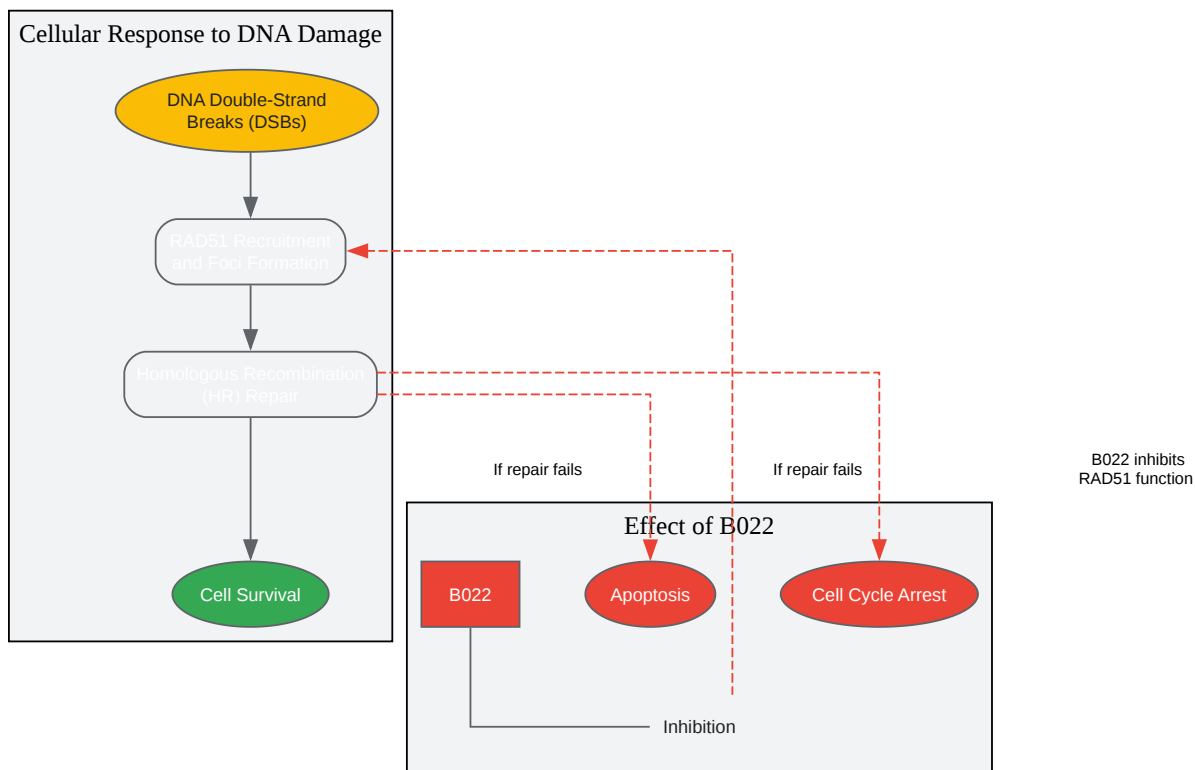 Cellular Response to DNA Damage
DNA Double-Strand
Breaks (DSBs)
RAD51 Recruitment
and Foci Formation
Homologous Recombination
(HR) Repair
If repair fails
If repair fails
B022 inhibits
RAD51 function
Effect of B022
Cell Survival
B022
Apoptosis
Cell Cycle Arrest
Inhibition